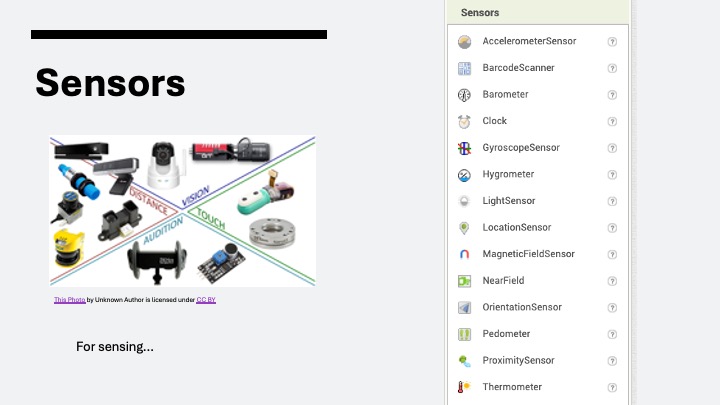 Sensors
VISION
DISTANCE
TOUCH
AUDITION
This Photo by Unknown Author is licensed under CC BY
For sensing...
Sensors
AccelerometerSensor
BarcodeScanner
Barometer
Clock
GyroscopeSensor
Hygrometer
LightSensor
LocationSensor
MagneticFieldSensor
NearField
OrientationSensor
Pedometer
ProximitySensor
Thermometer